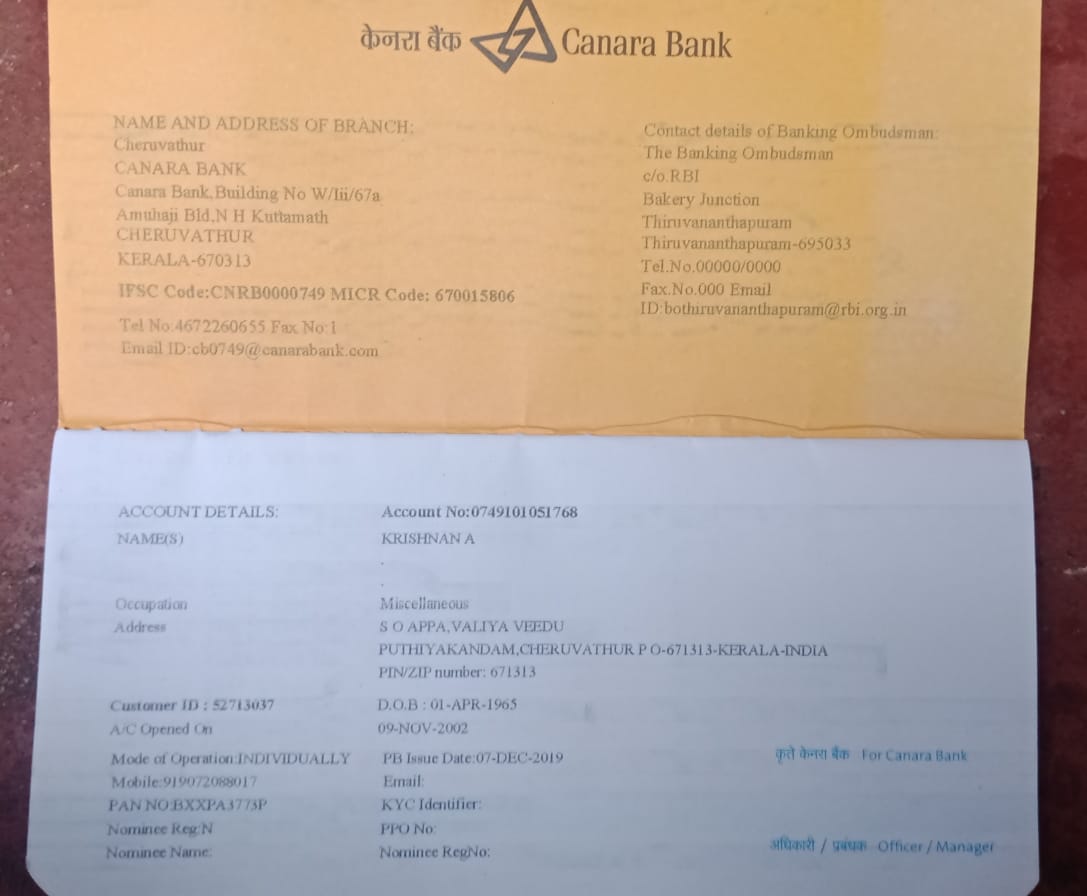 केनरा बैंक Canara Bank
NAME AND ADDRESS OF BRANCH:
Cheruvathur
CANARA BANK
Canara Bank,Building No W/Iii/67a
Amuhaji Bld,N H Kuttamath
CHERUVATHUR
KERALA-670313
IFSC Code:CNRB0000749 MICR Code: 670015806
Tel No:4672260655 Fax No:1
Email ID:cb0749@canarabank.com
Contact details of Banking Ombudsman:
The Banking Ombudsman
c/o.RBI
Bakery Junction
Thiruvananthapuram
Thiruvananthapuram-695033
Tel.No.00000/0000
Fax.No.000 Email
ID:bothiruvananthapuram@rbi.org.in
ACCOUNT DETAILS: Account No:0749101051768
NAME(S) KRISHNAN A
.
.
Occupation Miscellaneous
Address S O APPA,VALIYA VEEDU
PUTHIYAKANDAM,CHERUVATHUR P O-671313-KERALA-INDIA
PIN/ZIP number: 671313
Customer ID : 52713037 D.O.B : 01-APR-1965
A/C Opened On 09-NOV-2002
Mode of Operation:INDIVIDUALLY PB Issue Date:07-DEC-2019 कृते केनरा बैंक For Canara Bank
Mobile:919072088017 Email:
PAN NO:BXXPA3773P KYC Identifier:
Nominee Reg:N PPO No:
Nominee Name: Nominee RegNo: अधिकारी / प्रबंधक Officer / Manager